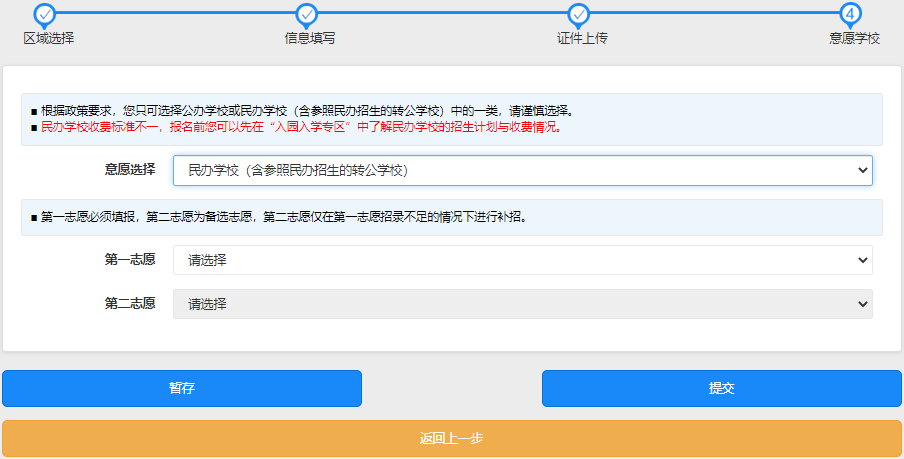 4
区域选择
信息填写
证件上传
意愿学校
■ 根据政策要求，您只可选择公办学校或民办学校（含参照民办招生的转公学校）中的一类，请谨慎选择。
■ 民办学校收费标准不一，报名前您可以先在“入园入学专区”中了解民办学校的招生计划与收费情况。
意愿选择
民办学校（含参照民办招生的转公学校）
■ 第一志愿必须填报，第二志愿为备选志愿，第二志愿仅在第一志愿招录不足的情况下进行补招。
第一志愿
请选择
第二志愿
请选择
暂存
提交
返回上一步